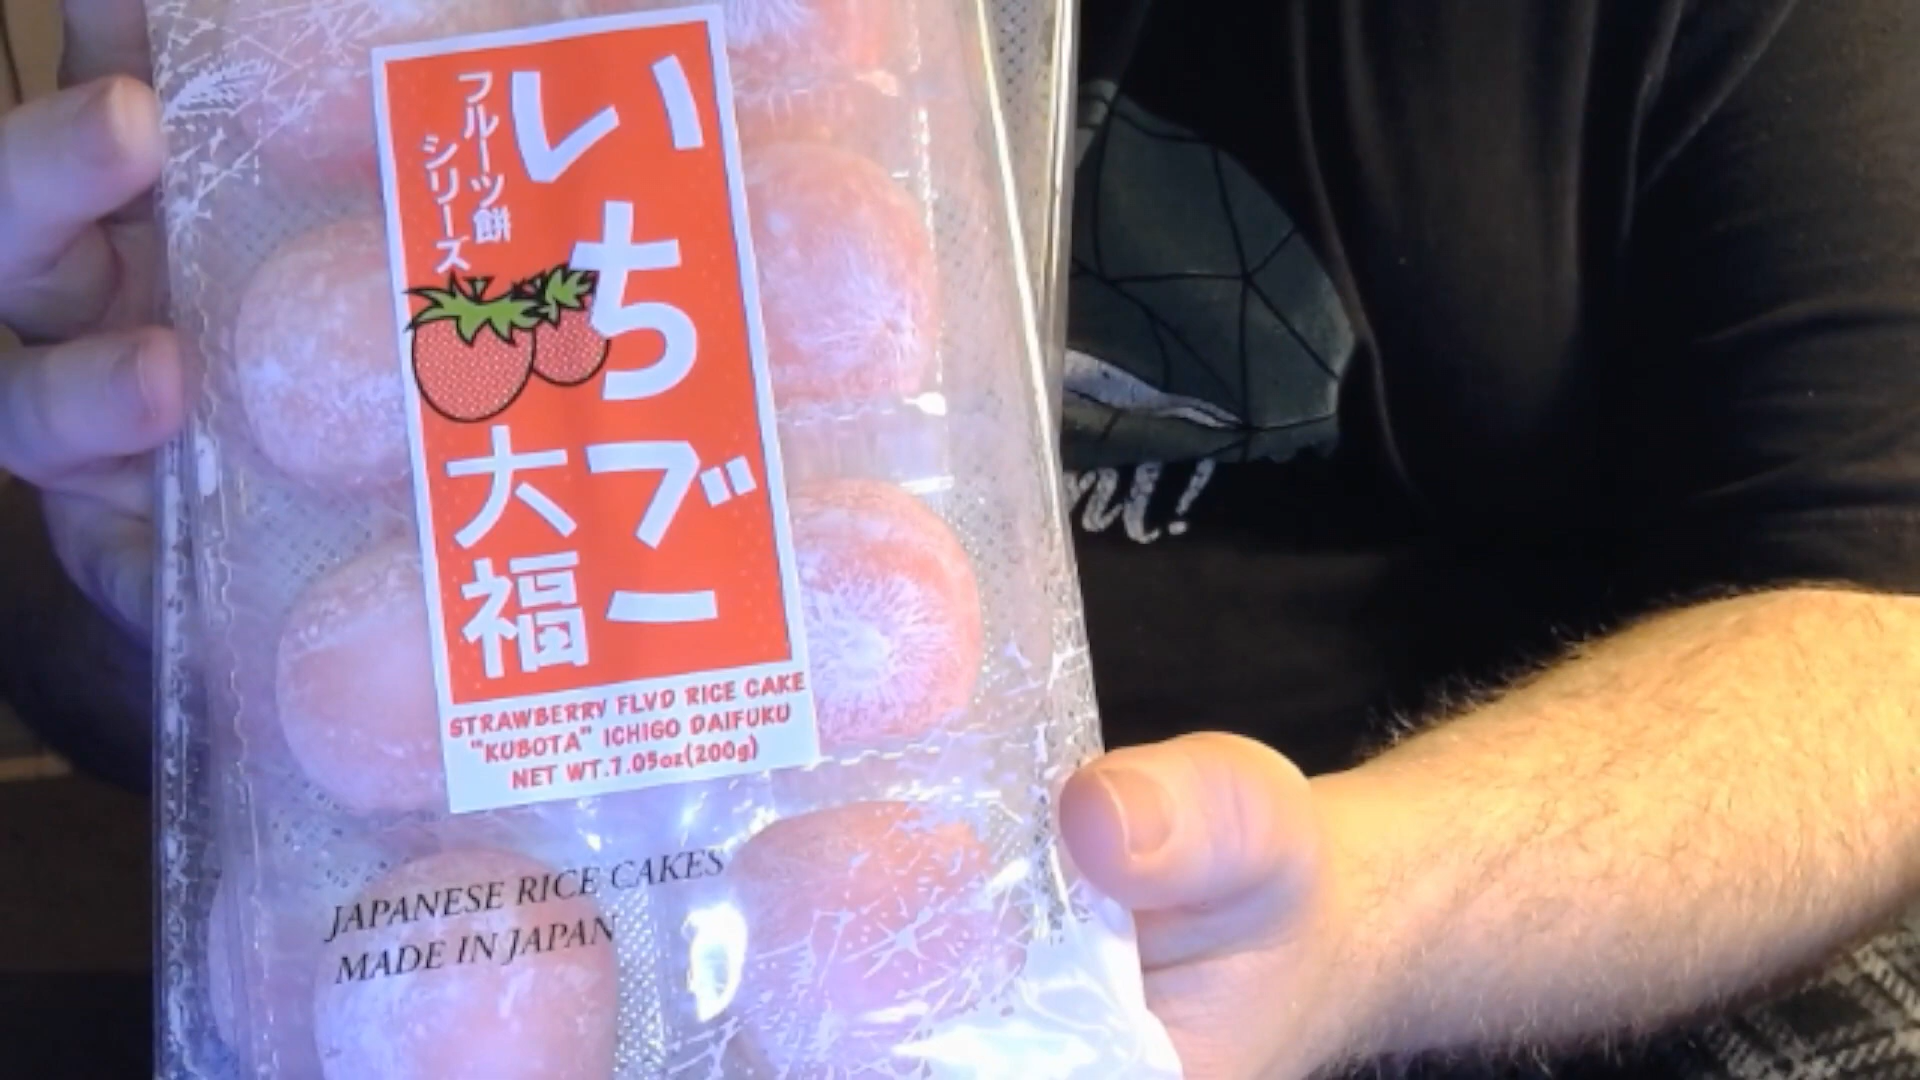 いちご
大福
フルーツ餅
シリーズ
STRAWBERRY FLVD RICE CAKE
"KUBOTA" ICHIGO DAIFUKU
NET WT.7.05oz(200g)
JAPANESE RICE CAKES
MADE IN JAPAN